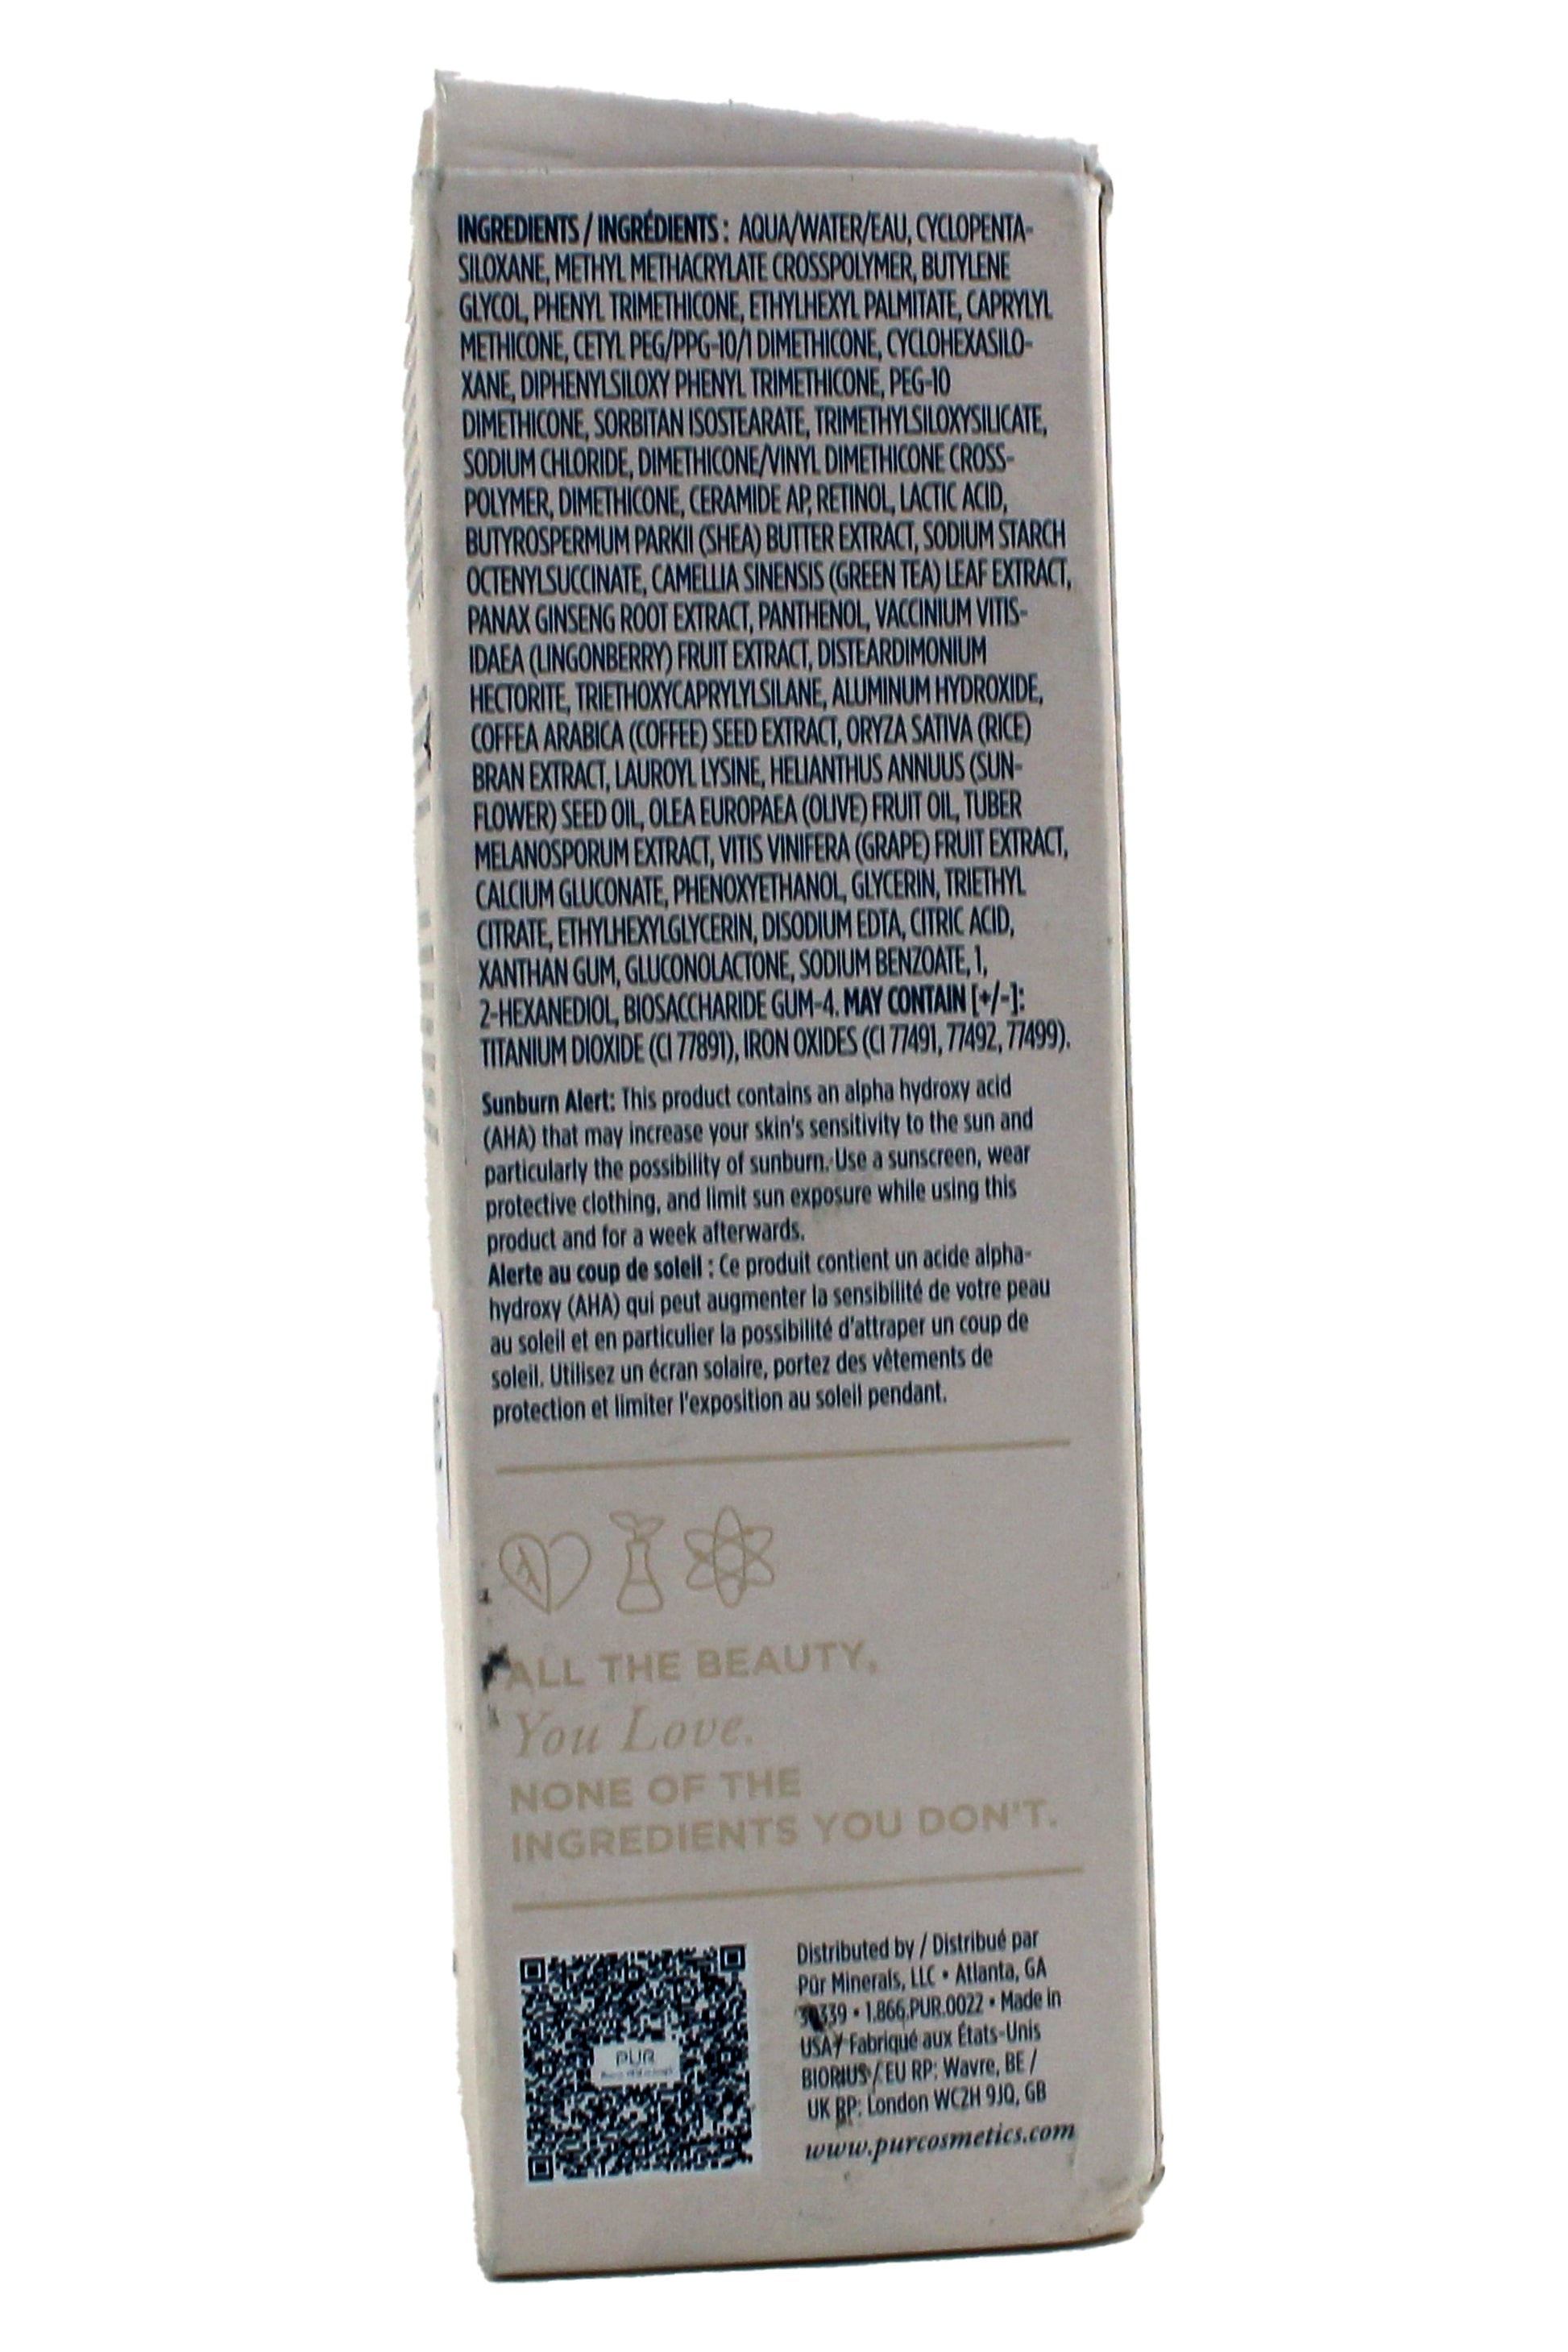 INGREDIENTS / INGRÉDIENTS : AQUA/WATER/EAU, CYCLOPENTA-
SILOXANE, METHYL METHACRYLATE CROSSPOLYMER, BUTYLENE
GLYCOL, PHENYL TRIMETHICONE, ETHYLHEXYL PALMITATE, CAPRYLYL
METHICONE, CETYL PEG/PPG-10/1 DIMETHICONE, CYCLOHEXASILO-
XANE, DIPHENYLSILOXY PHENYL TRIMETHICONE, PEG-10
DIMETHICONE, SORBITAN ISOSTEARATE, TRIMETHYLSILOXYSILICATE,
SODIUM CHLORIDE, DIMETHICONE/VINYL DIMETHICONE CROSS-
POLYMER, DIMETHICONE, CERAMIDE AP, RETINOL, LACTIC ACID,
BUTYROSPERMUM PARKII (SHEA) BUTTER EXTRACT, SODIUM STARCH
OCTENYLSUCCINATE, CAMELLIA SINENSIS (GREEN TEA) LEAF EXTRACT,
PANAX GINSENG ROOT EXTRACT, PANTHENOL, VACCINIUM VITIS-
IDAEA (LINGONBERRY) FRUIT EXTRACT, DISTEARDIMONIUM
HECTORITE, TRIETHOXYCAPRYLYLSILANE, ALUMINUM HYDROXIDE,
COFFEA ARABICA (COFFEE) SEED EXTRACT, ORYZA SATIVA (RICE)
BRAN EXTRACT, LAUROYL LYSINE, HELIANTHUS ANNUUS (SUN-
FLOWER) SEED OIL, OLEA EUROPAEA (OLIVE) FRUIT OIL, TUBER
MELANOSPORUM EXTRACT, VITIS VINIFERA (GRAPE) FRUIT EXTRACT,
CALCIUM GLUCONATE, PHENOXYETHANOL, GLYCERIN, TRIETHYL
CITRATE, ETHYLHEXYLGLYCERIN, DISODIUM EDTA, CITRIC ACID,
XANTHAN GUM, GLUCONOLACTONE, SODIUM BENZOATE, 1,
2-HEXANEDIOL, BIOSACCHARIDE GUM-4. MAY CONTAIN [+/-]:
TITANIUM DIOXIDE (CI 77891), IRON OXIDES (CI 77491, 77492, 77499).
Sunburn Alert: This product contains an alpha hydroxy acid
(AHA) that may increase your skin's sensitivity to the sun and
particularly the possibility of sunburn. Use a sunscreen, wear
protective clothing, and limit sun exposure while using this
product and for a week afterwards.
Alerte au coup de soleil : Ce produit contient un acide alpha-
hydroxy (AHA) qui peut augmenter la sensibilité de votre peau
au soleil et en particulier la possibilité d'attraper un coup de
soleil. Utilisez un écran solaire, portez des vêtements de
protection et limiter l'exposition au soleil pendant.
ALL THE BEAUTY,
You Love.
NONE OF THE
INGREDIENTS YOU DON'T.
PÜR
Distributed by / Distribué par
Pür Minerals, LLC • Atlanta, GA
30339 • 1.866.PUR.0022 • Made in
USA / Fabriqué aux États-Unis
BIORIUS / EU RP: Wavre, BE /
UK RP: London WC2H 9JQ, GB
www.purcosmetics.com